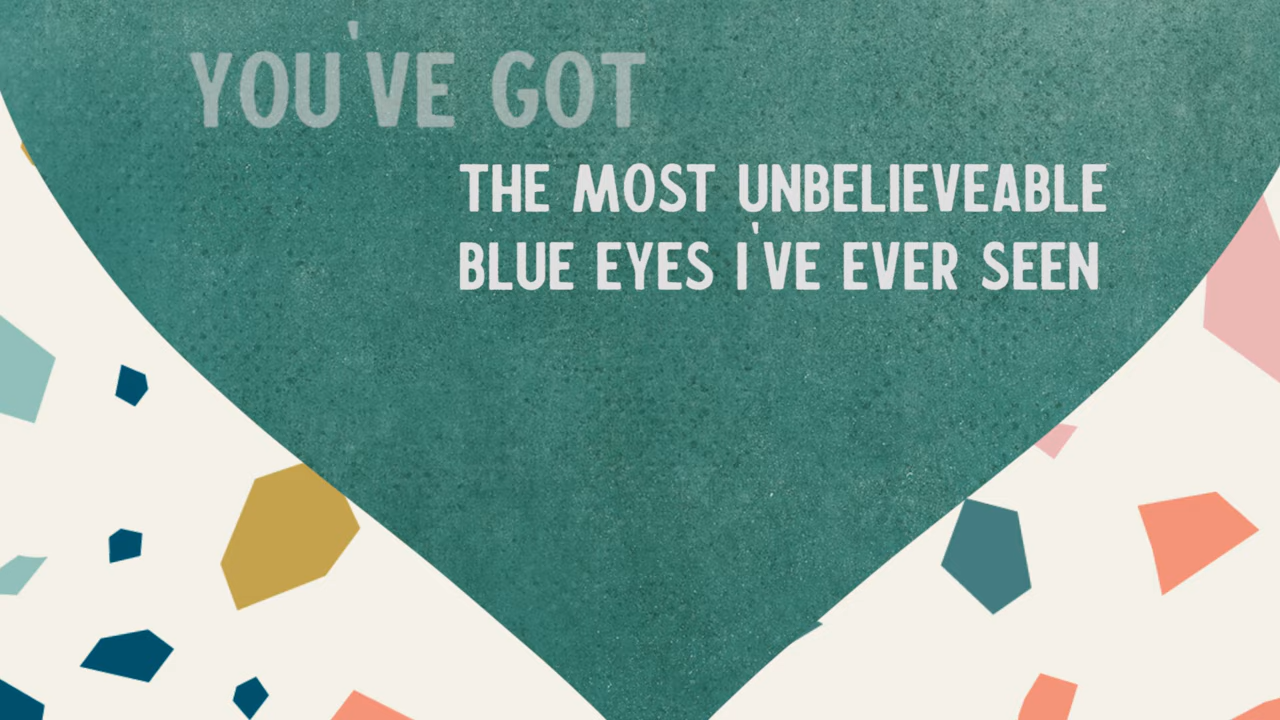 YOU'VE GOT
THE MOST UNBELIEVEABLE
BLUE EYES I'VE EVER SEEN